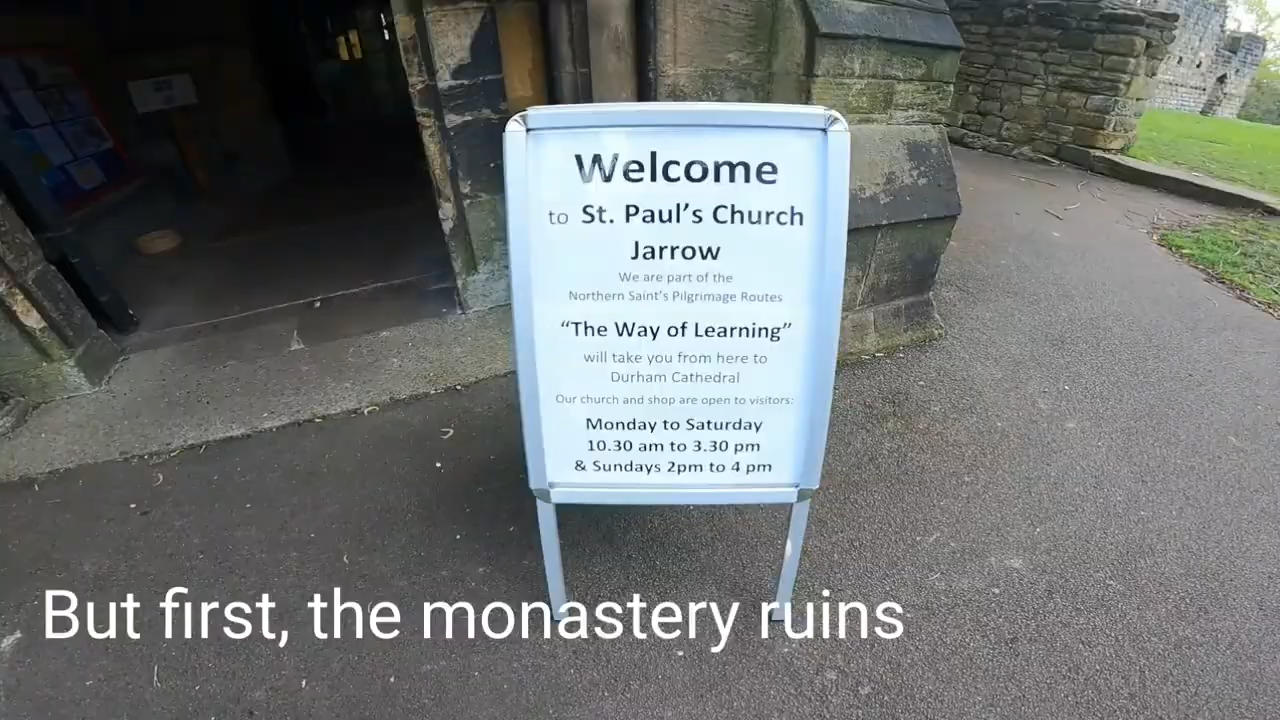 Welcome
to St. Paul's Church
Jarrow
We are part of the
Northern Saint's Pilgrimage Routes
“The Way of Learning”
will take you from here to
Durham Cathedral
Our church and shop are open to visitors:
Monday to Saturday
10.30 am to 3.30 pm
& Sundays 2pm to 4 pm
But first, the monastery ruins